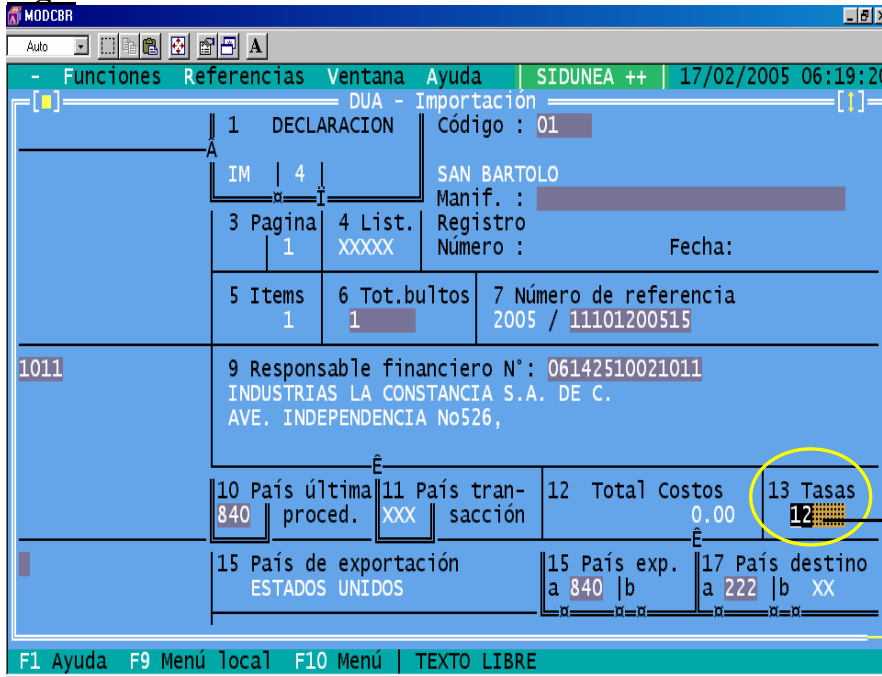 MODCBR
Auto
A
- Funciones Referencias Ventana Ayuda | SIDUNEA ++ | 17/02/2005 06:19:20
DUA - Importación
1 DECLARACION Código : 01
IM | 4 | SAN BARTOLO
Manif. :
3 Pagina 4 List. Registro
1 XXXXX Número : Fecha:
5 Items 6 Tot.bultos 7 Número de referencia
1 1 2005 / 11101200515
1011 9 Responsable financiero N°: 06142510021011
INDUSTRIAS LA CONSTANCIA S.A. DE C.
AVE. INDEPENDENCIA No526,
10 País última 11 País tran- 12 Total Costos 13 Tasas
840 proced. XXX sacción 0.00 12
15 País de exportación 15 País exp. 17 País destino
ESTADOS UNIDOS a 840 |b a 222 |b XX
F1 Ayuda F9 Menú local F10 Menú | TEXTO LIBRE